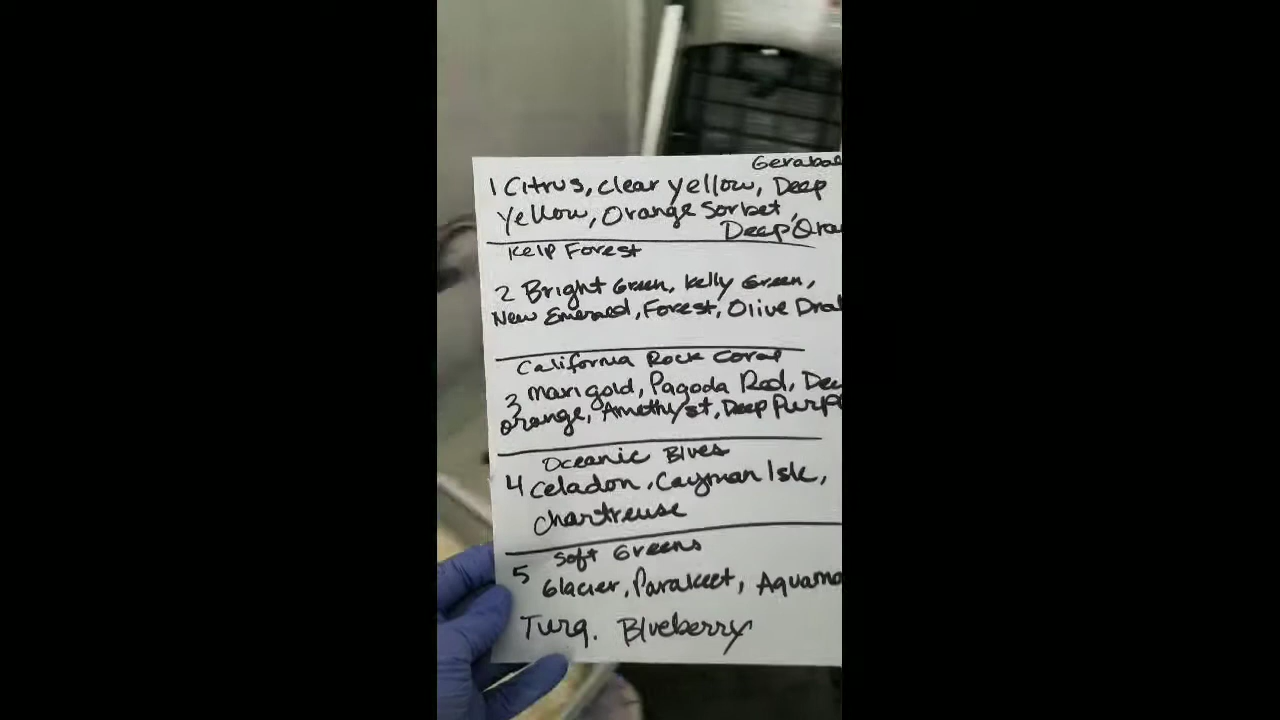 1 Citrus, clear yellow, Deep
Yellow, Orange Sorbet,
Deep
Kelp Forest
2 Bright Green, Kelly Green,
New Emerald, Forest, Olive
California Rock Coral
3 Marigold, Pagoda Red,
orange, Amethyst, Deep
Oceanic Blues
4 Celadon, Cayman Isle,
Chartreuse
Soft Greens
5
Glacier, Parakeet,
Turq. Blueberry